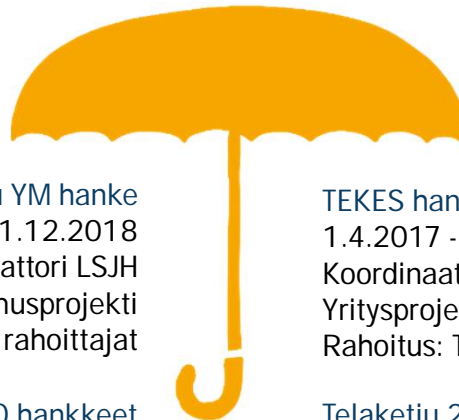 YM hanke
1.12.2018
attori LSJH
nusprojekti
rahoittajat
hankkeet
TEKES han
1.4.2017 -
Koordinaat
Yritysproje
Rahoitus: T
Telaketju 2